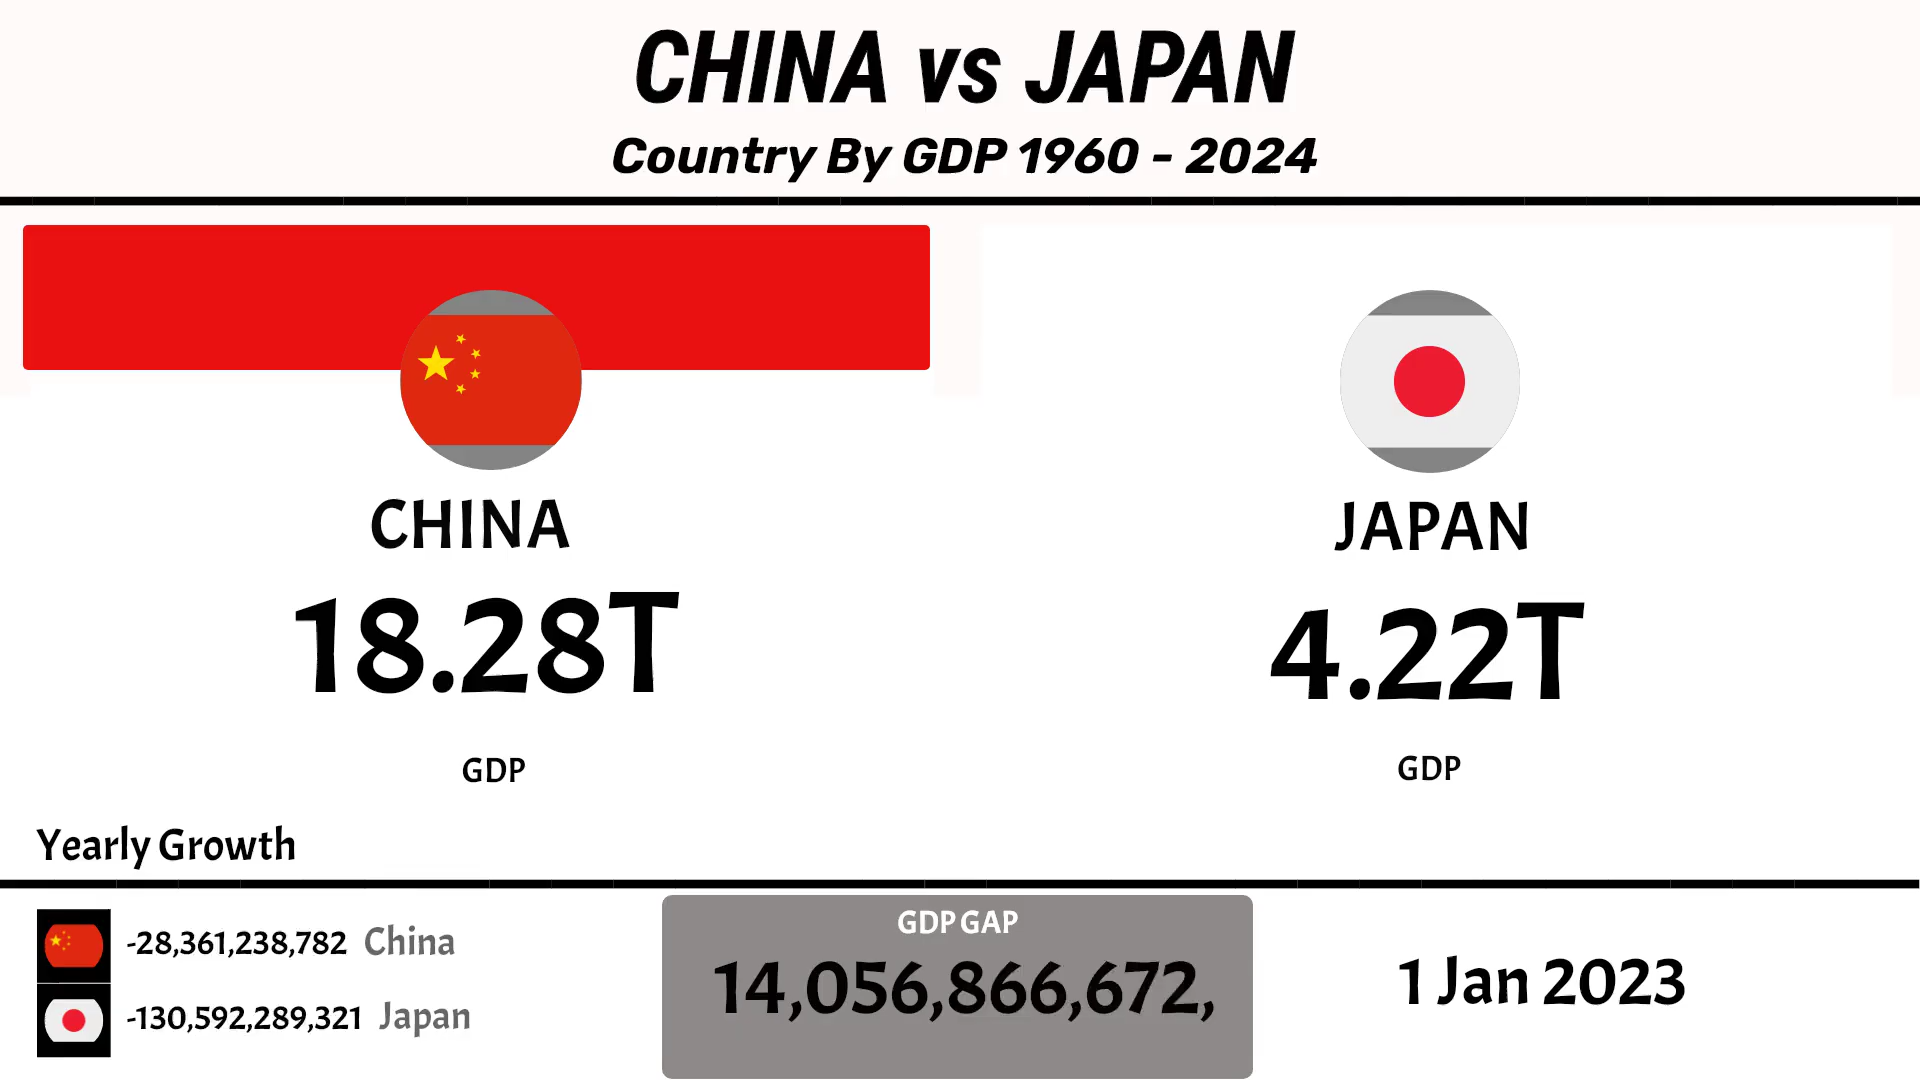 CHINA vs JAPAN
Country By GDP 1960 - 2024
CHINA
18.28T
GDP
JAPAN
4.22T
GDP
Yearly Growth
-28,361,238,782 China
-130,592,289,321 Japan
GDP GAP
14,056,866,672,
1 Jan 2023